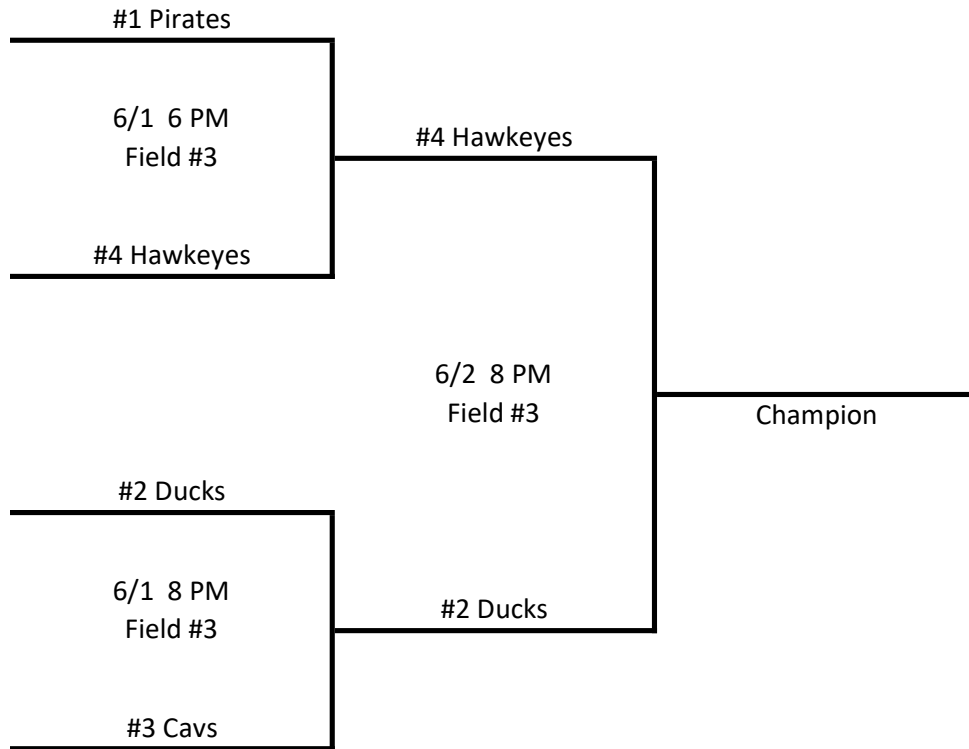 #1 Pirates
6/1  6 PM
Field #3
#4 Hawkeyes
#4 Hawkeyes
6/2  8 PM
Field #3
Champion
#2 Ducks
6/1  8 PM
Field #3
#2 Ducks
#3 Cavs